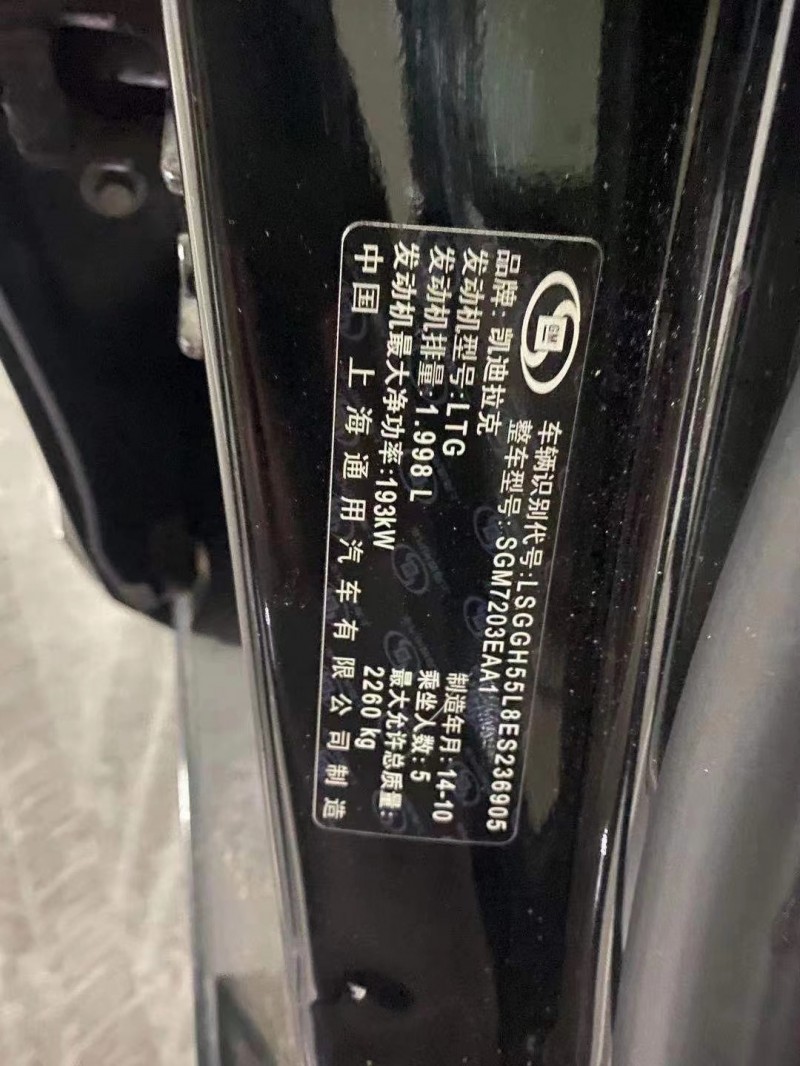 GM
车辆识别代号:LSGGH55L8ES236905
整车型号:SGM7203EAA1
品牌:凯迪拉克
发动机型号:LTG
制造年月:14-10
发动机排量:1.998L
乘坐人数:5
发动机最大净功率:193kW
最大允许总质量:
2260kg
中国 上海通用汽车有限公司制造